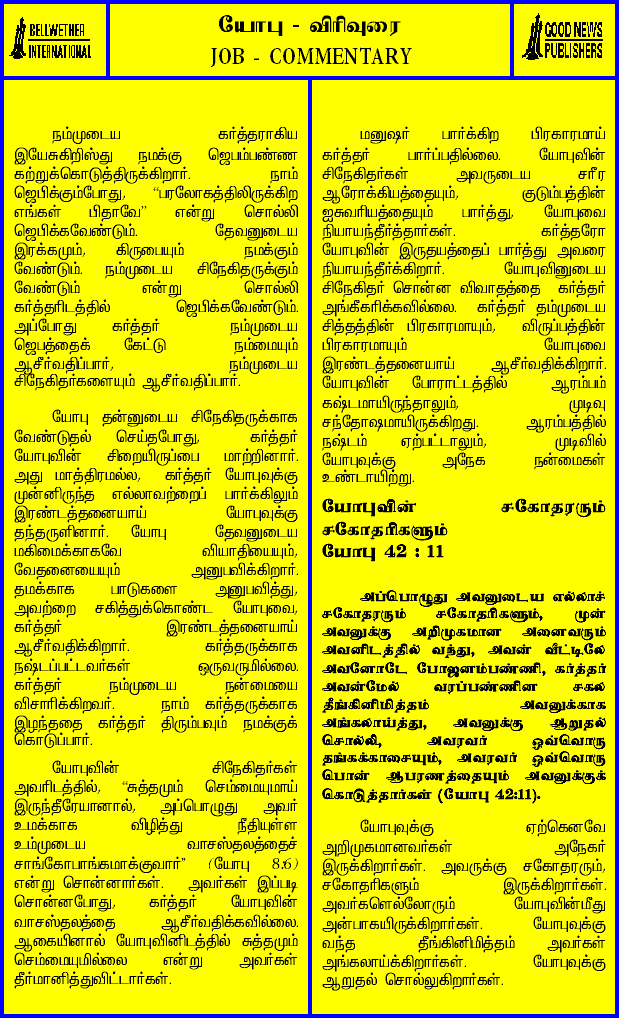 BELLWETHER
INTERNATIONAL
யோபு - விரிவுரை
JOB - COMMENTARY
GOOD NEWS
PUBLISHERS
நம்முடைய கர்த்தராகிய
இயேசுகிறிஸ்து நமக்கு ஜெபம்பண்ண
கற்றுக்கொடுத்திருக்கிறார். நாம்
ஜெபிக்கும்போது, “பரலோகத்திலிருக்கிற
எங்கள் பிதாவே” என்று சொல்லி
ஜெபிக்கவேண்டும். தேவனுடைய
இரக்கமும், கிருபையும் நமக்கும்
வேண்டும். நம்முடைய சிநேகிதருக்கும்
வேண்டும் என்று சொல்லி
கர்த்தரிடத்தில் ஜெபிக்கவேண்டும்.
அப்போது கர்த்தர் நம்முடைய
ஜெபத்தைக் கேட்டு நம்மையும்
ஆசீர்வதிப்பார், நம்முடைய
சிநேகிதர்களையும் ஆசீர்வதிப்பார்.
யோபு தன்னுடைய சிநேகிதருக்காக
வேண்டுதல் செய்தபோது, கர்த்தர்
யோபுவின் சிறையிருப்பை மாற்றினார்.
அது மாத்திரமல்ல, கர்த்தர் யோபுவுக்கு
முன்னிருந்த எல்லாவற்றைப் பார்க்கிலும்
இரண்டத்தனையாய் யோபுவுக்கு
தந்தருளினார். யோபு தேவனுடைய
மகிமைக்காகவே வியாதியையும்,
வேதனையையும் அனுபவிக்கிறார்.
தமக்காக பாடுகளை அனுபவித்து,
அவற்றை சகித்துக்கொண்ட யோபுவை,
கர்த்தர் இரண்டத்தனையாய்
ஆசீர்வதிக்கிறார். கர்த்தருக்காக
நஷ்டப்பட்டவர்கள் ஒருவருமில்லை.
கர்த்தர் நம்முடைய நன்மையை
விசாரிக்கிறவர். நாம் கர்த்தருக்காக
இழந்ததை கர்த்தர் திரும்பவும் நமக்குக்
கொடுப்பார்.
யோபுவின் சிநேகிதர்கள்
அவரிடத்தில், “சுத்தமும் செம்மையுமாய்
இருந்தீரேயானால், அப்பொழுது அவர்
உமக்காக விழித்து நீதியுள்ள
உம்முடைய வாசஸ்தலத்தைச்
சாங்கோபாங்கமாக்குவார்” (யோபு 8:6)
என்று சொன்னார்கள். அவர்கள் இப்படி
சொன்னபோது, கர்த்தர் யோபுவின்
வாசஸ்தலத்தை ஆசீர்வதிக்கவில்லை.
ஆகையினால் யோபுவினிடத்தில் சுத்தமும்
செம்மையுமில்லை என்று அவர்கள்
தீர்மானித்துவிட்டார்கள்.
மனுஷர் பார்க்கிற பிரகாரமாய்
கர்த்தர் பார்ப்பதில்லை. யோபுவின்
சிநேகிதர்கள் அவருடைய சரீர
ஆரோக்கியத்தையும், குடும்பத்தின்
ஐசுவரியத்தையும் பார்த்து, யோபுவை
நியாயந்தீர்த்தார்கள். கர்த்தரோ
யோபுவின் இருதயத்தைப் பார்த்து அவரை
நியாயந்தீர்க்கிறார். யோபுவினுடைய
சிநேகிதர் சொன்ன விவாதத்தை கர்த்தர்
அங்கீகரிக்கவில்லை. கர்த்தர் தம்முடைய
சித்தத்தின் பிரகாரமாயும், விருப்பத்தின்
பிரகாரமாயும் யோபுவை
இரண்டத்தனையாய் ஆசீர்வதிக்கிறார்.
யோபுவின் போராட்டத்தில் ஆரம்பம்
கஷ்டமாயிருந்தாலும், முடிவு
சந்தோஷமாயிருக்கிறது. ஆரம்பத்தில்
நஷ்டம் ஏற்பட்டாலும், முடிவில்
யோபுவுக்கு அநேக நன்மைகள்
உண்டாயிற்று.
யோபுவின் சகோதரரும்
சகோதரிகளும்
யோபு 42 : 11
அப்பொழுது அவனுடைய எல்லாச்
சகோதரரும் சகோதரிகளும், முன்
அவனுக்கு அறிமுகமான அனைவரும்
அவனிடத்தில் வந்து, அவன் வீட்டிலே
அவனோடே போஜனம்பண்ணி, கர்த்தர்
அவன்மேல் வரப்பண்ணின சகல
தீங்கினிமித்தம் அவனுக்காக
அங்கலாய்த்து, அவனுக்கு ஆறுதல்
சொல்லி, அவரவர் ஒவ்வொரு
தங்கக்காசையும், அவரவர் ஒவ்வொரு
பொன் ஆபரணத்தையும் அவனுக்குக்
கொடுத்தார்கள் (யோபு 42:11).
யோபுவுக்கு ஏற்கெனவே
அறிமுகமானவர்கள் அநேகர்
இருக்கிறார்கள். அவருக்கு சகோதரரும்,
சகோதரிகளும் இருக்கிறார்கள்.
அவர்களெல்லோரும் யோபுவின்மீது
அன்பாகயிருக்கிறார்கள். யோபுவுக்கு
வந்த தீங்கினிமித்தம் அவர்கள்
அங்கலாய்க்கிறார்கள். யோபுவுக்கு
ஆறுதல் சொல்லுகிறார்கள்.